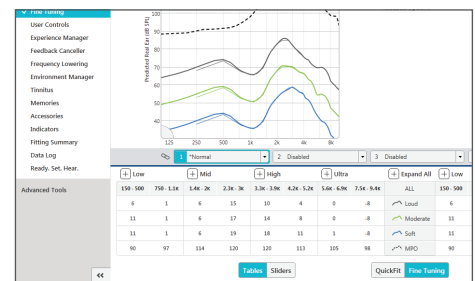 Fine Tuning
User Controls
Experience Manager
Feedback Canceller
Frequency Lowering
Environment Manager
Tinnitus
Memories
Accessories
Indicators
Fitting Summary
Data Log
Ready. Set. Hear.
Advanced Tools
<<
Predicted Real Ear (dB SPL)
100
90
80
70
60
50
40
125 250 500 1k 2k 4k 8k
1 *Normal 2 Disabled 3 Disabled
+ Low + Mid + High + Ultra + Expand All + Low
150 - 500 750 - 1.1K 1.4K - 2K 2.3K - 3K 3.3K - 3.9K 4.2K - 5.2K 5.6K - 6.9K 7.5K - 9.4K ALL 150 - 500
6 1 6 15 10 4 0 -8 Loud 6
11 1 6 17 14 8 0 -8 Moderate 11
11 1 6 19 18 11 1 -8 Soft 11
90 97 114 120 120 113 105 98 MPO 90
Tables Sliders QuickFit Fine Tuning